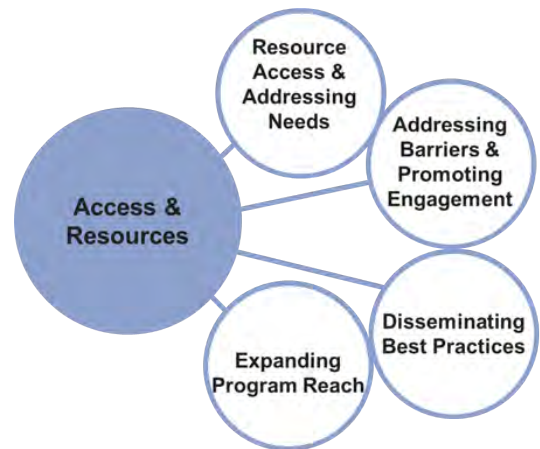 Resource
Access &
Addressing
Needs
Addressing
Barriers &
Promoting
Engagement
Access &
Resources
Disseminating
Best Practices
Expanding
Program Reach